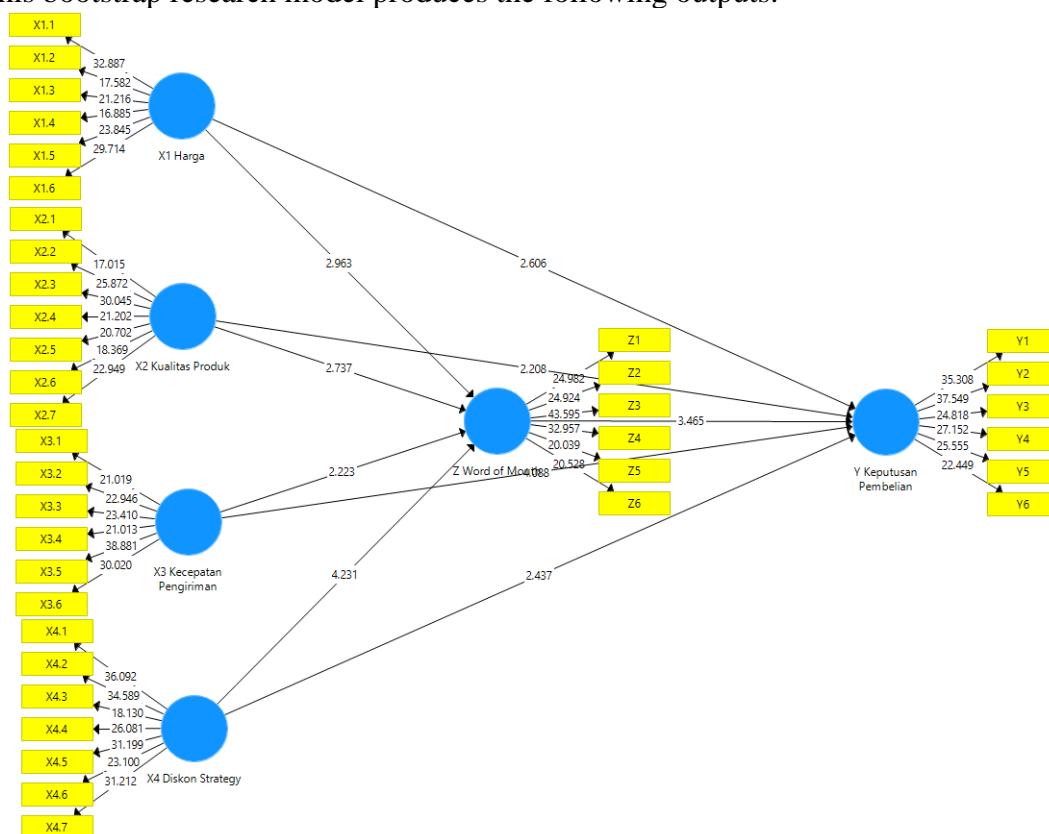 his bootstrap research model produces the following outputs:
X1.1
X1.2
X1.3
X1.4
X1.5
X1.6
32.887
17.582
21.216
16.885
23.845
29.714
X1 Harga
X2.1
X2.2
X2.3
X2.4
X2.5
X2.6
X2.7
17.015
25.872
30.045
21.202
20.702
18.369
22.949
X2 Kualitas Produk
X3.1
X3.2
X3.3
X3.4
X3.5
X3.6
21.019
22.946
23.410
21.013
38.881
30.020
X3 Kecepatan
Pengiriman
X4.1
X4.2
X4.3
X4.4
X4.5
X4.6
X4.7
36.092
34.589
18.130
26.081
31.199
23.100
31.212
X4 Diskon Strategy
2.963
2.737
2.223
4.231
2.606
2.208
3.465
4.088
2.437
Z1
Z2
Z3
Z4
Z5
Z6
24.982
24.924
43.595
32.957
20.039
20.528
Z Word of Mouth
Y1
Y2
Y3
Y4
Y5
Y6
35.308
37.549
24.818
27.152
25.555
22.449
Y Keputusan
Pembelian